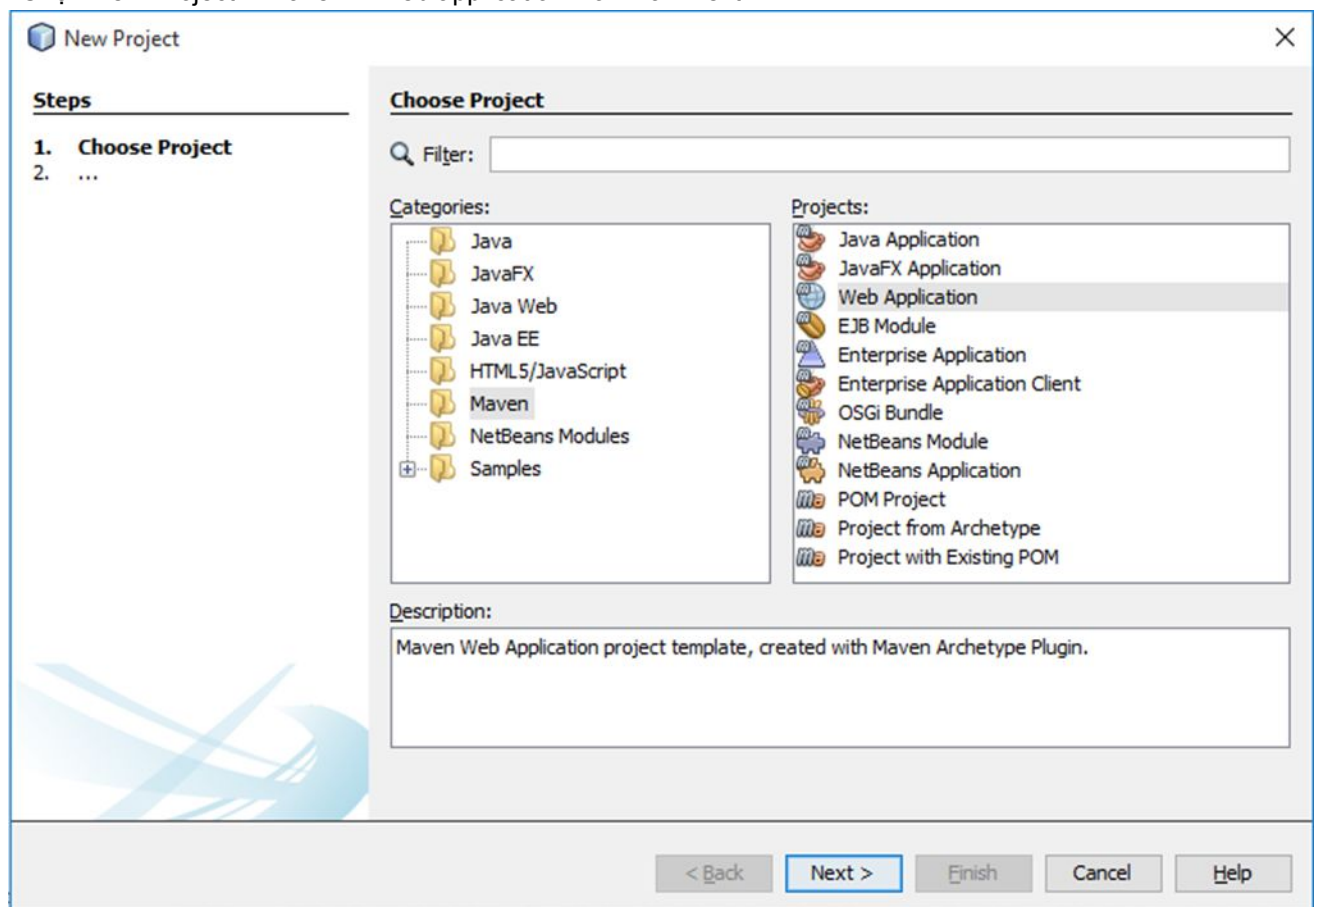 New Project
Steps
1. Choose Project
2. ...
Choose Project
Filter:
Categories:
Java
JavaFX
Java Web
Java EE
HTML5/JavaScript
Maven
NetBeans Modules
Samples
Projects:
Java Application
JavaFX Application
Web Application
EJB Module
Enterprise Application
Enterprise Application Client
OSGi Bundle
NetBeans Module
NetBeans Application
POM Project
Project from Archetype
Project with Existing POM
Description:
Maven Web Application project template, created with Maven Archetype Plugin.
< Back
Next >
Finish
Cancel
Help